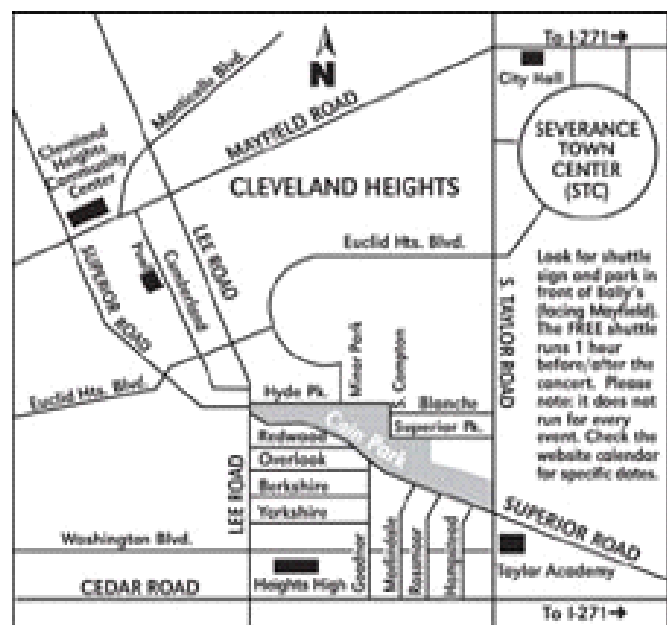 To I-271→
City Hall
SEVERANCE
TOWN
CENTER
(STC)
N
Monticello Blvd.
MAYFIELD ROAD
Cleveland
Heights
Community
Center
CLEVELAND HEIGHTS
LEE ROAD
Cumberland
Pool
SUPERIOR ROAD
Euclid Hts. Blvd.
Euclid Hts. Blvd.
S. TAYLOR ROAD
Look for shuttle
sign and park in
front of Bally's
(facing Mayfield).
The FREE shuttle
runs 1 hour
before/after the
concert. Please
note: it does not
run for every
event. Check the
website calendar
for specific dates.
Hyde Pk.
Minor Park
S. Compton
Blanche
Superior Pk.
Cain Park
Redwood
Overlook
Berkshire
Yorkshire
LEE ROAD
Washington Blvd.
CEDAR ROAD
Heights High
Goodnor
Rossmoor
Hampstead
SUPERIOR ROAD
Taylor Academy
To I-271→